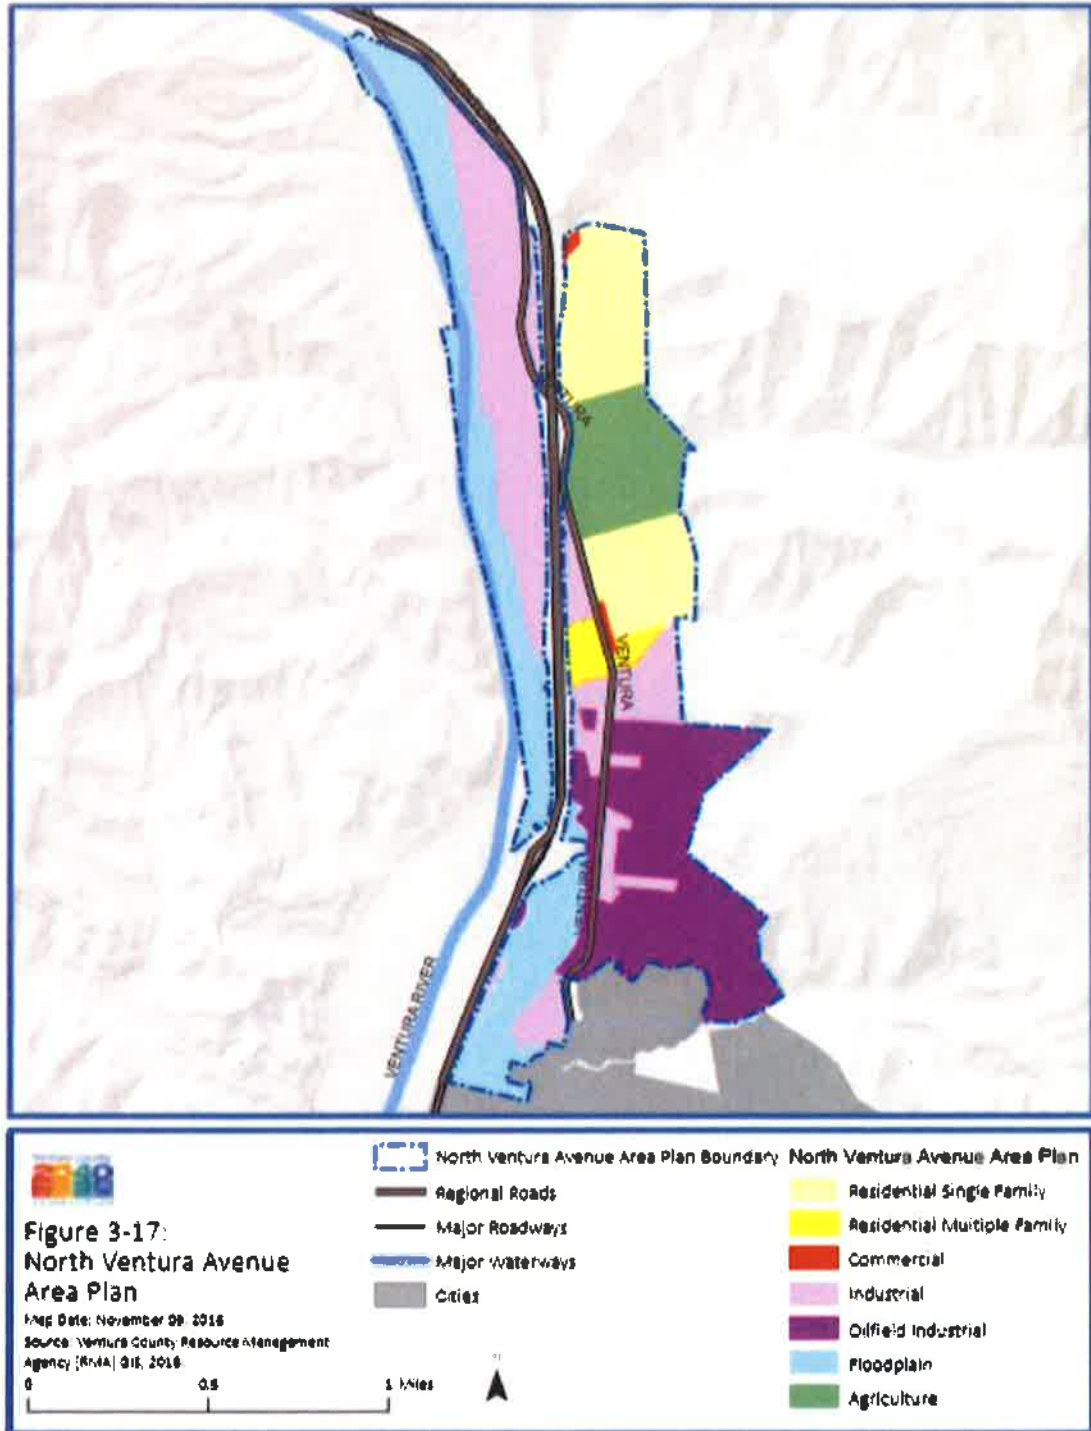 VENTURA
VENTURA
VENTURA
VENTURA RIVER
2040
Figure 3-17:
North Ventura Avenue
Area Plan
Map Date: November 09, 2016
Source: Ventura County Resource Management
Agency (RMA) GIS, 2016
0 0.5 1 Miles
North Ventura Avenue Area Plan Boundary
Regional Roads
Major Roadways
Major Waterways
Cities
North Ventura Avenue Area Plan
Residential Single Family
Residential Multiple Family
Commercial
Industrial
Oilfield Industrial
Floodplain
Agriculture